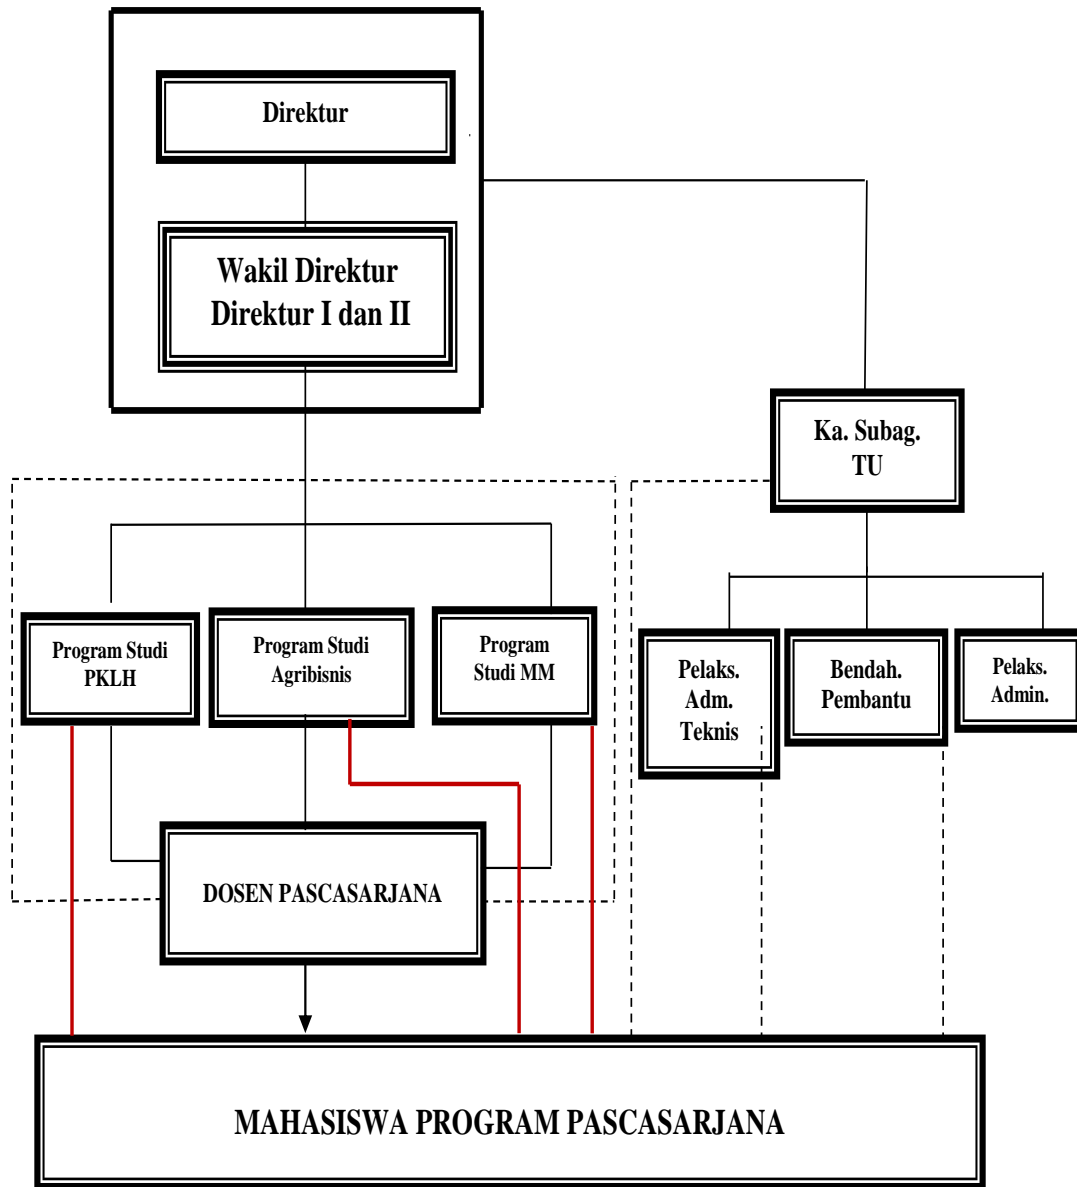 Direktur
Wakil Direktur
Direktur I dan II
Ka. Subag.
TU
Program Studi
PKLH
Program Studi
Agribisnis
Program
Studi MM
Pelaks.
Adm.
Teknis
Bendah.
Pembantu
Pelaks.
Admin.
DOSEN PASCASARJANA
MAHASISWA PROGRAM PASCASARJANA